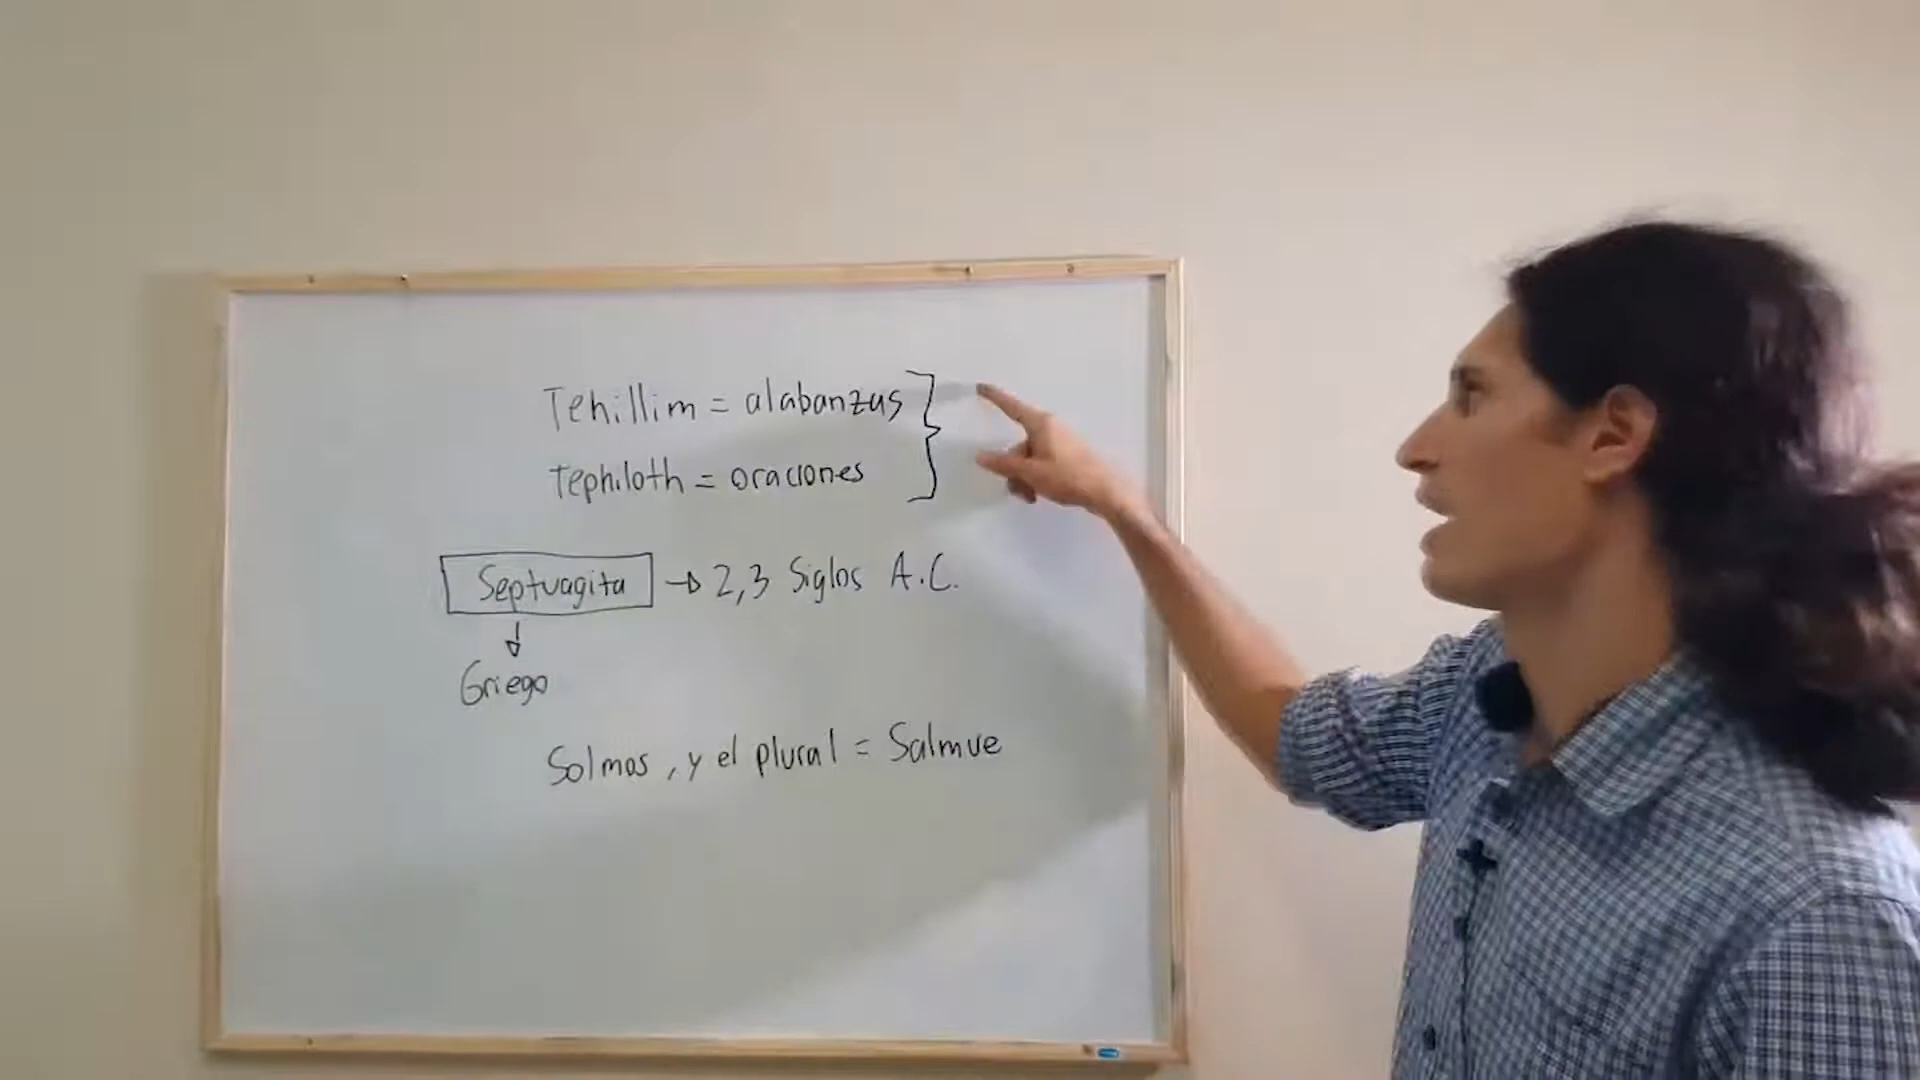 Tehillim = alabanzas }
Tephiloth = oraciones
Septuagita → 2,3 Siglos A.C.
↓
Griego
Solmos, y el plural = Salmue